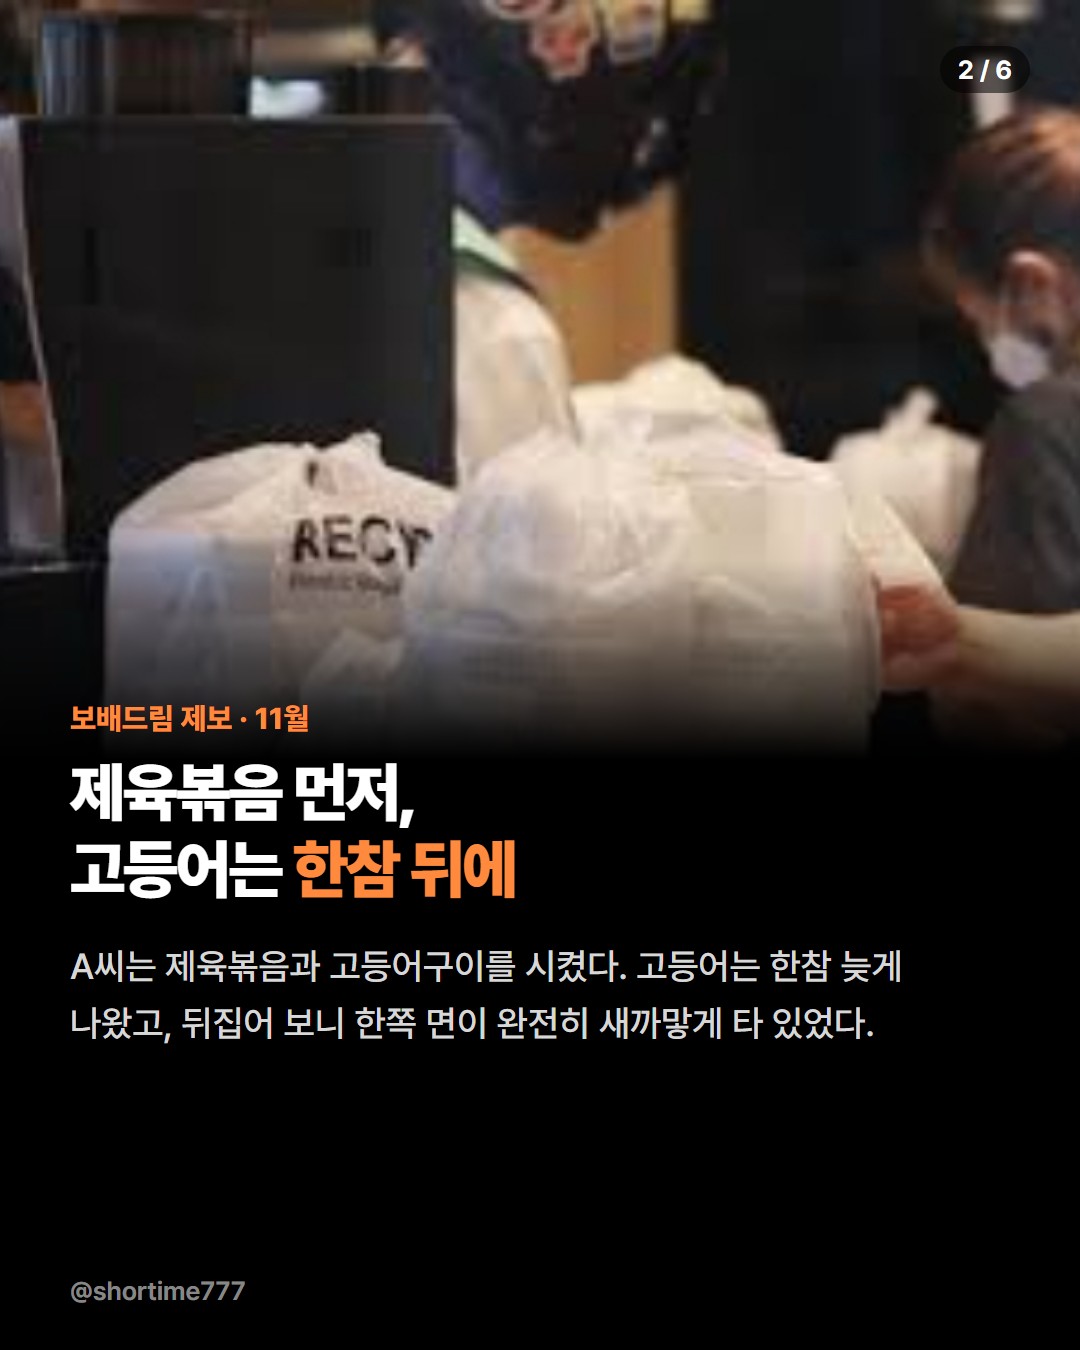 2 / 6
AECY
보배드림 제보 · 11월
제육볶음 먼저,
고등어는 한참 뒤에
A씨는 제육볶음과 고등어구이를 시켰다. 고등어는 한참 늦게
나왔고, 뒤집어 보니 한쪽 면이 완전히 새까맣게 타 있었다.
@shortime777